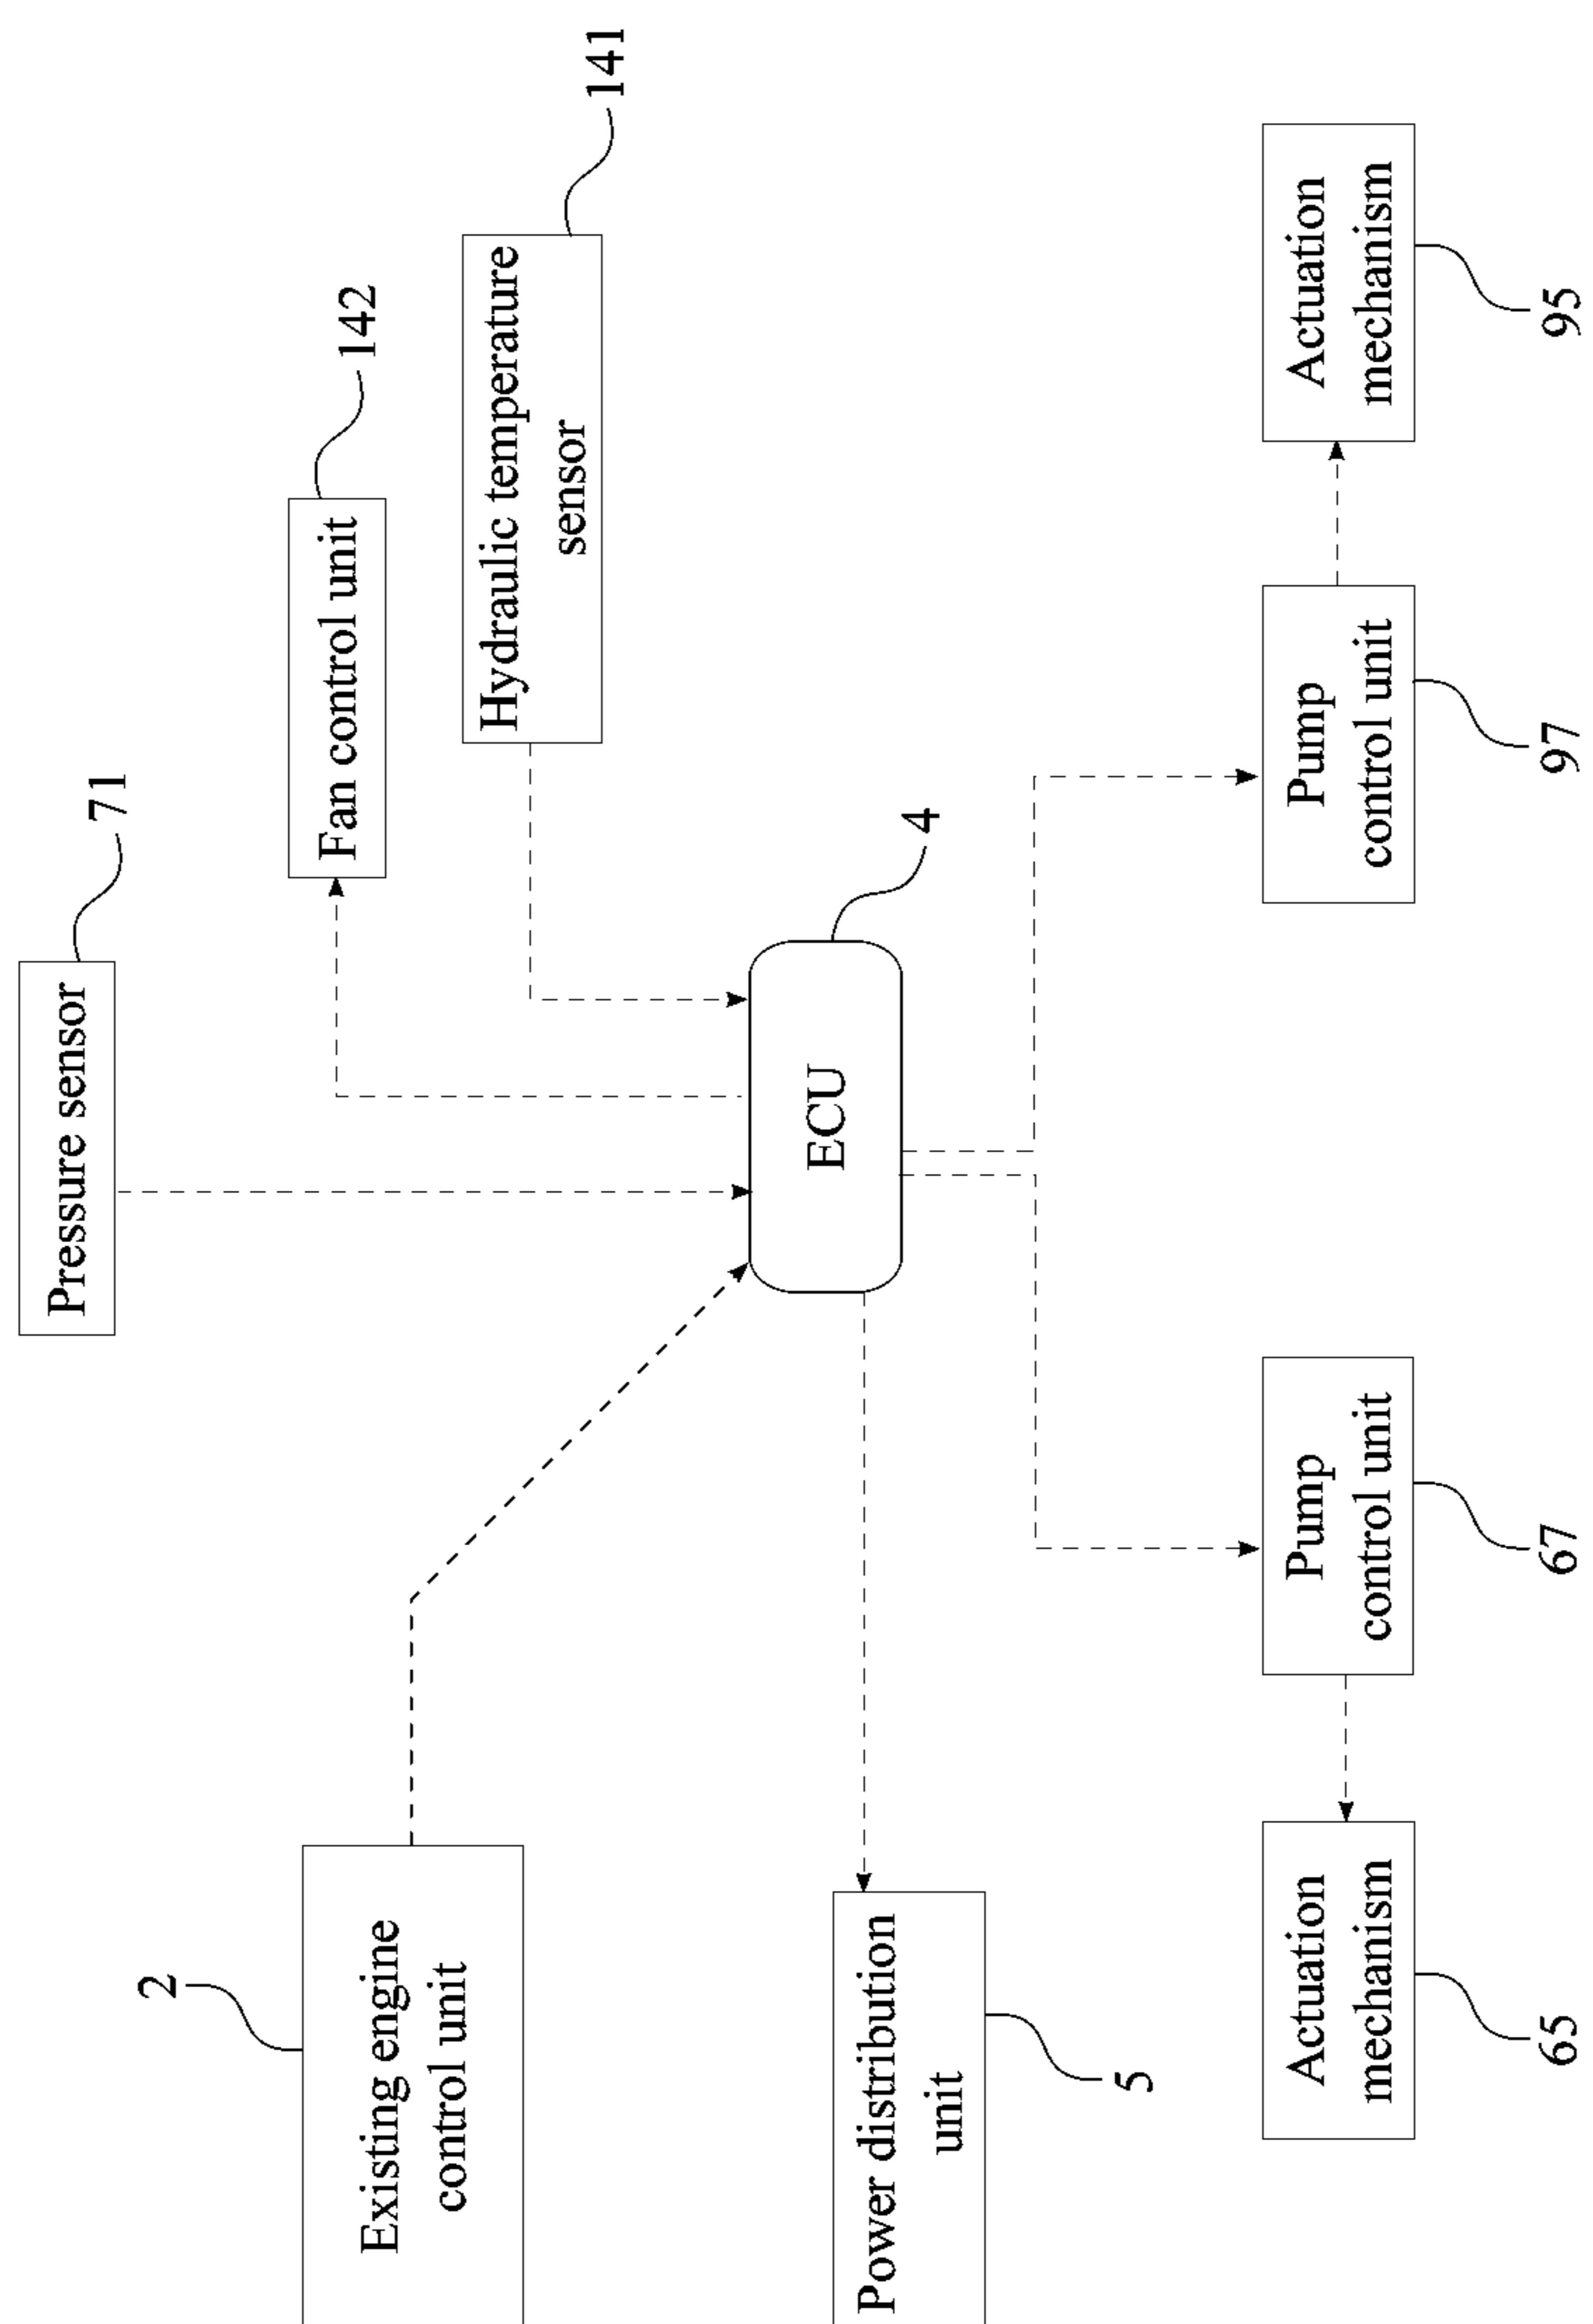 2
Existing engine
control unit
Pressure sensor
71
Fan control unit
142
Hydraulic temperature
sensor
141
ECU
4
Power distribution
unit
5
Actuation
mechanism
65
Pump
control unit
67
Pump
control unit
97
Actuation
mechanism
95